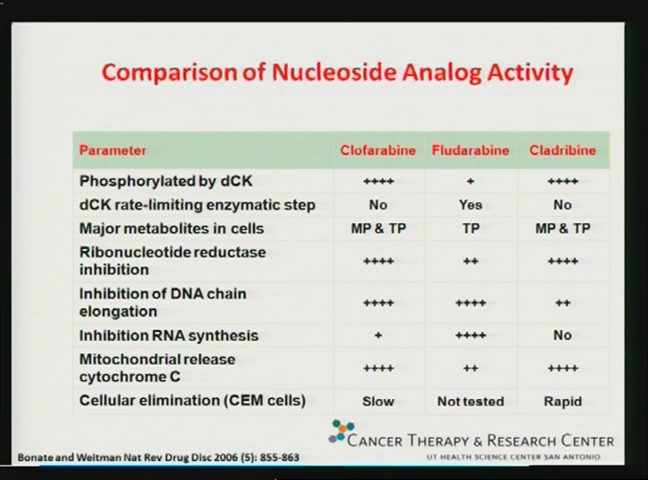 Comparison of Nucleoside Analog Activity
Parameter Clofarabine Fludarabine Cladribine
Phosphorylated by dCK ++++ + ++++
dCK rate-limiting enzymatic step No Yes No
Major metabolites in cells MP & TP TP MP & TP
Ribonucleotide reductase
inhibition ++++ ++ ++++
Inhibition of DNA chain
elongation ++++ ++++ ++
Inhibition RNA synthesis + ++++ No
Mitochondrial release
cytochrome C ++++ ++ ++++
Cellular elimination (CEM cells) Slow Not tested Rapid
CANCER THERAPY & RESEARCH CENTER
UT HEALTH SCIENCE CENTER SAN ANTONIO
Bonate and Weitman Nat Rev Drug Disc 2006 (5): 855-863